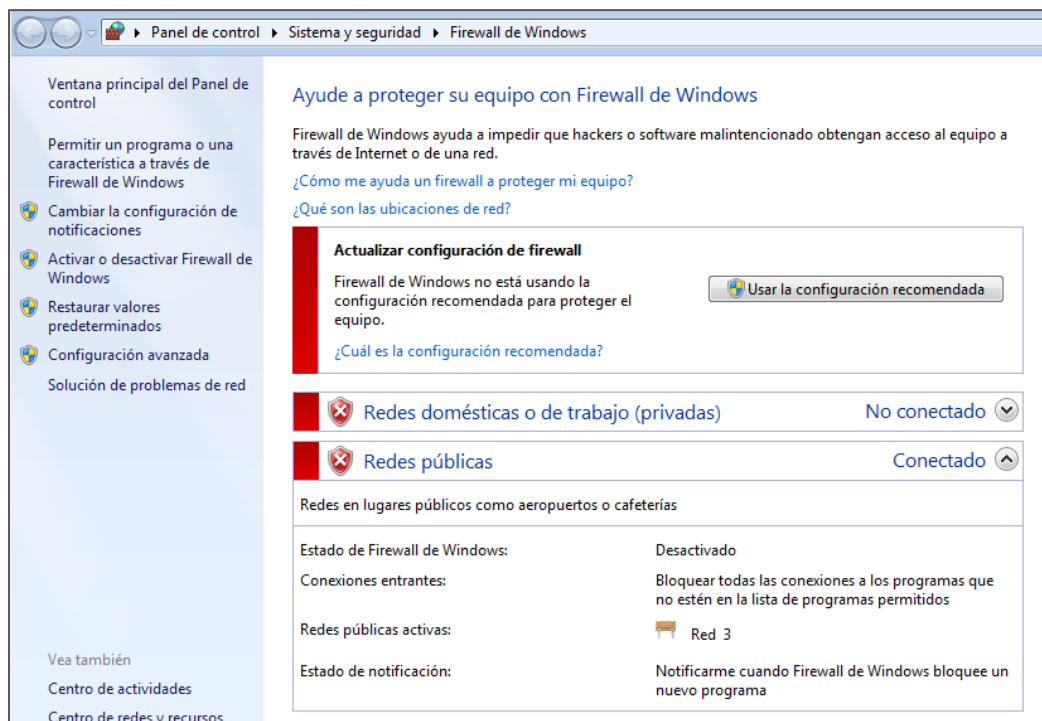 Panel de control ▸ Sistema y seguridad ▸ Firewall de Windows
Ventana principal del Panel de
control
Permitir un programa o una
característica a través de
Firewall de Windows
Cambiar la configuración de
notificaciones
Activar o desactivar Firewall de
Windows
Restaurar valores
predeterminados
Configuración avanzada
Solución de problemas de red
Vea también
Centro de actividades
Centro de redes y recursos
Ayude a proteger su equipo con Firewall de Windows
Firewall de Windows ayuda a impedir que hackers o software malintencionado obtengan acceso al equipo a
través de Internet o de una red.
¿Cómo me ayuda un firewall a proteger mi equipo?
¿Qué son las ubicaciones de red?
Actualizar configuración de firewall
Firewall de Windows no está usando la
configuración recomendada para proteger el
equipo.
Usar la configuración recomendada
¿Cuál es la configuración recomendada?
Redes domésticas o de trabajo (privadas) No conectado
Redes públicas Conectado
Redes en lugares públicos como aeropuertos o cafeterías
Estado de Firewall de Windows: Desactivado
Conexiones entrantes: Bloquear todas las conexiones a los programas que
no estén en la lista de programas permitidos
Redes públicas activas: Red 3
Estado de notificación: Notificarme cuando Firewall de Windows bloquee un
nuevo programa